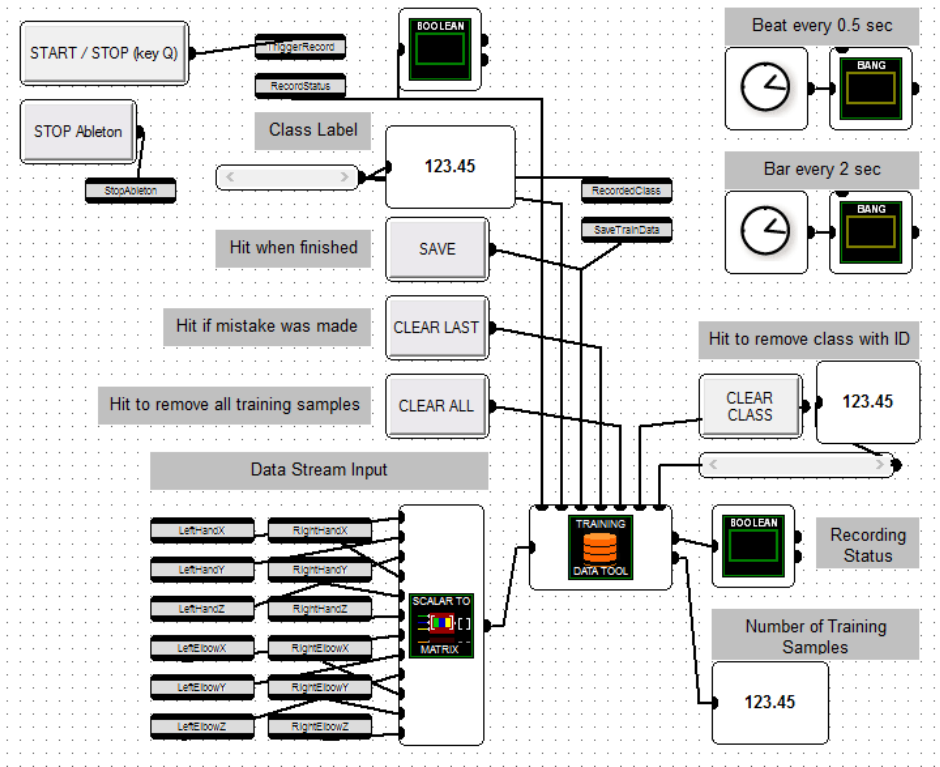 START / STOP (key Q)
TriggerRecord
RecordStatus
BOOLEAN
Beat every 0.5 sec
BANG
STOP Ableton
StopAbleton
Class Label
123.45
RecordedClass
SaveTrainData
Bar every 2 sec
BANG
Hit when finished
SAVE
Hit if mistake was made
CLEAR LAST
Hit to remove all training samples
CLEAR ALL
Hit to remove class with ID
CLEAR
CLASS
123.45
Data Stream Input
LeftHandX
RightHandX
LeftHandY
RightHandY
LeftHandZ
RightHandZ
LeftElbowX
RightElbowX
LeftElbowY
RightElbowY
LeftElbowZ
RightElbowZ
SCALAR TO
[ ]
MATRIX
TRAINING
DATA TOOL
BOOLEAN
Recording
Status
Number of Training
Samples
123.45